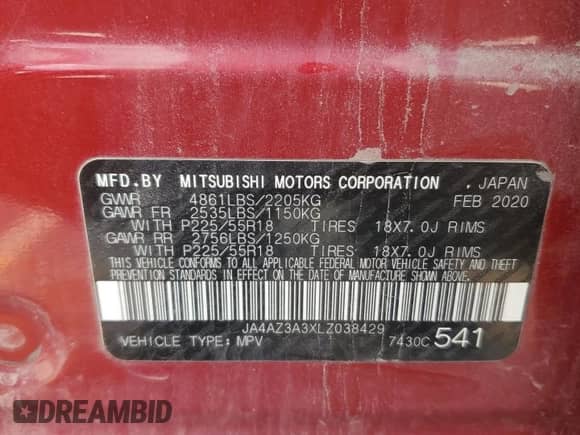 MFD.BY MITSUBISHI MOTORS CORPORATION , JAPAN
GVWR 4861LBS/2205KG FEB 2020
GAWR FR 2535LBS/1150KG
WITH P225/55R18 TIRES 18X7.0J RIMS
GAWR RR 2756LBS/1250KG
WITH P225/55R18 TIRES 18X7.0J RIMS
THIS VEHICLE CONFORMS TO ALL APPLICABLE FEDERAL MOTOR VEHICLE SAFETY AND THEFT
PREVENTION STANDARDS IN EFFECT ON THE DATE OF MANUFACTURE SHOWN ABOVE.
JA4AZ3A3XLZ038429
VEHICLE TYPE: MPV 7430C 541
DREAMBID